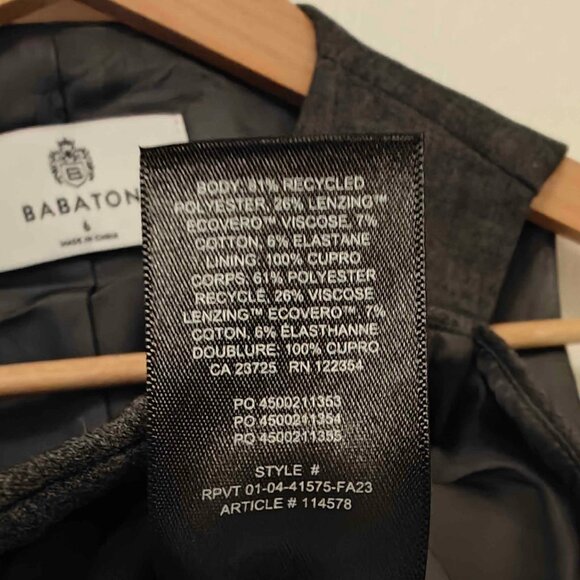 BABATON
6
MADE IN CHINA
BODY: 61% RECYCLED
POLYESTER, 26% LENZING™
ECOVERO™ VISCOSE, 7%
COTTON, 6% ELASTANE
LINING: 100% CUPRO
CORPS: 61% POLYESTER
RECYCLE, 26% VISCOSE
LENZING™ ECOVERO™, 7%
COTON, 6% ELASTHANNE
DOUBLURE: 100% CUPRO
CA 23725 RN 122354
PO 4500211353
PO 4500211354
PO 4500211355
STYLE #
RPVT 01-04-41575-FA23
ARTICLE # 114578